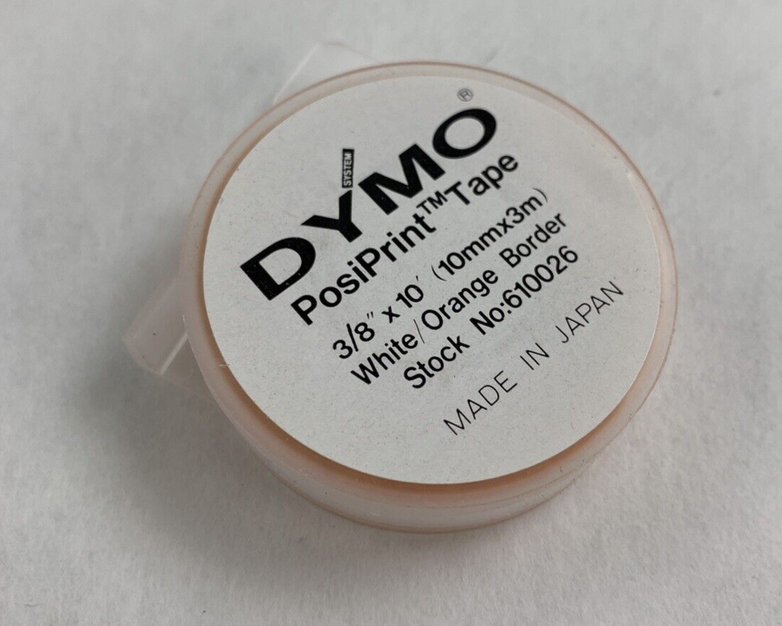 DYMO®
SYSTEM
PosiPrint™Tape
3/8" x 10' (10mmx3m)
White/Orange Border
Stock No:610026
MADE IN JAPAN